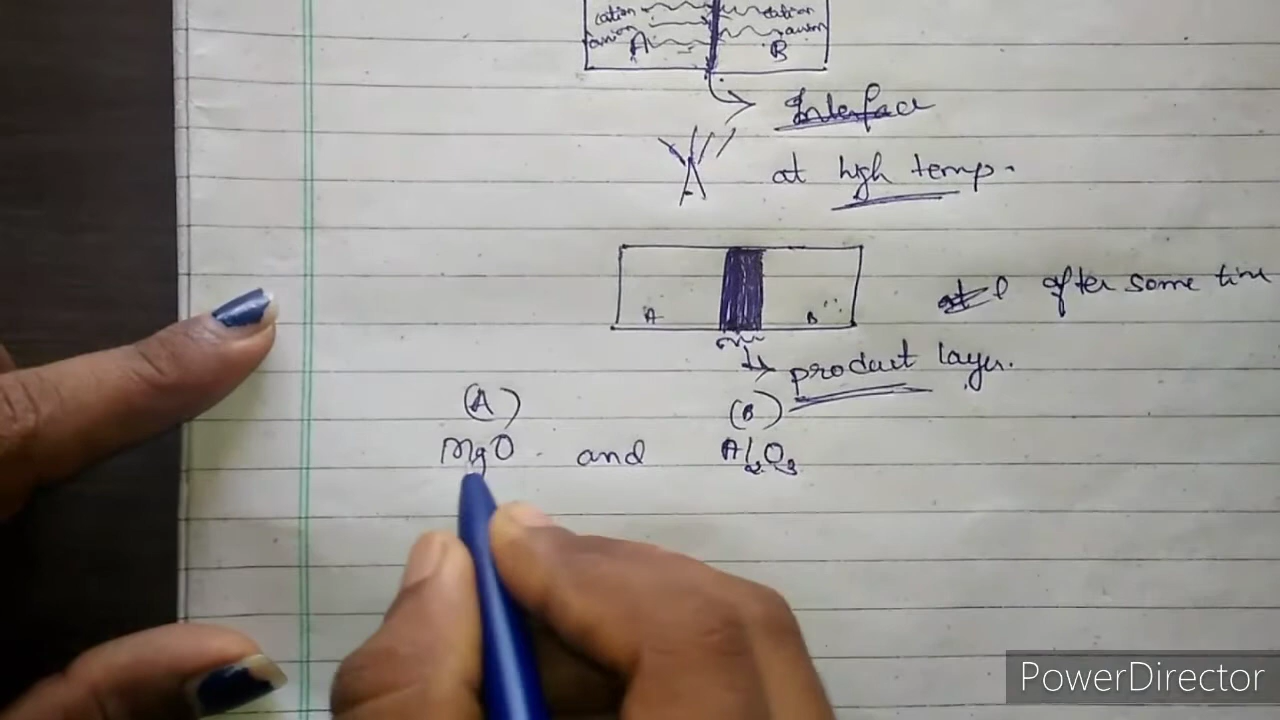 cation cation
anion anion
A B
Interface
at high temp.
after some time
A B
product layer.
(A) (B)
MgO and Al2O3
PowerDirector